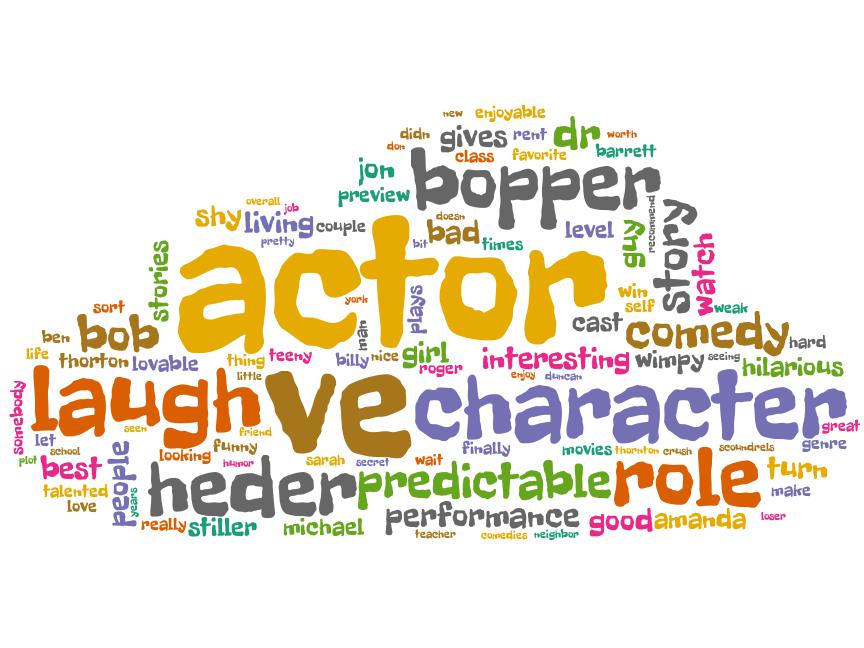 new enjoyable
didn gives rent dr worth
don class favorite barrett
jon bopper
preview
overall job
shy living couple
pretty
doesn
bad times
bit
level
guy
recommend
story
watch
stories
actor
york
man
plays
win
self
weak
cast
comedy
hard
sort
ben bob
life thorton lovable
thing teeny
little
billy nice girl
roger
interesting wimpy seeing
hilarious
enjoy duncan
somebody
laugh
ve
character
great
genre
let
school
plot
seen
friend
looking funny
humor
best
talented
love
people
years
sarah secret wait
finally
movies thornton crush scoundrels
heder
predictable
role
turn
make
really stiller
michael
performance
teacher comedies neighbor
good amanda
loser